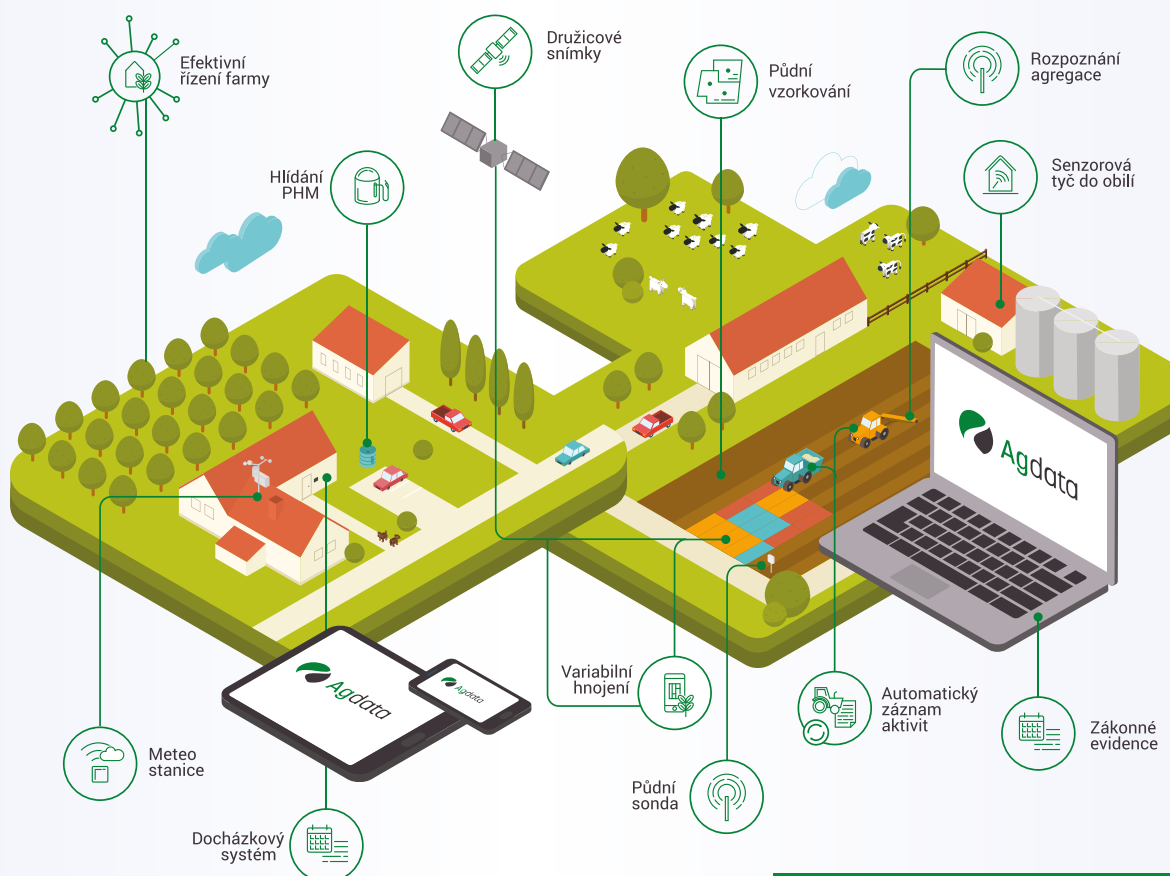 Efektivní
řízení farmy
Družicové
snímky
Půdní
vzorkování
Rozpoznání
agregace
Hlídání
PHM
Senzorová
tyč do obilí
Agdata
Agdata
Agdata
Variabilní
hnojení
Automatický
záznam
aktivit
Zákonné
evidence
Meteo
stanice
Půdní
sonda
Docházkový
systém